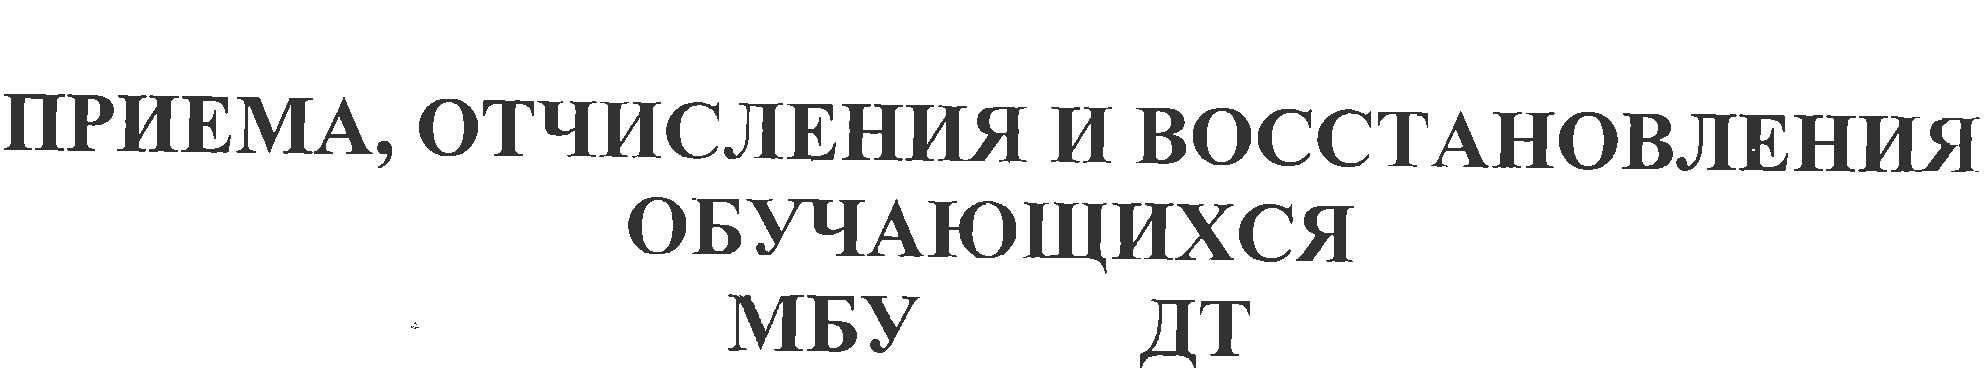 ПРИЕМА, ОТЧИСЛЕНИЯ И ВОССТАНОВЛЕНИЯ
ОБУЧАЮЩИХСЯ
МБУ ДТ